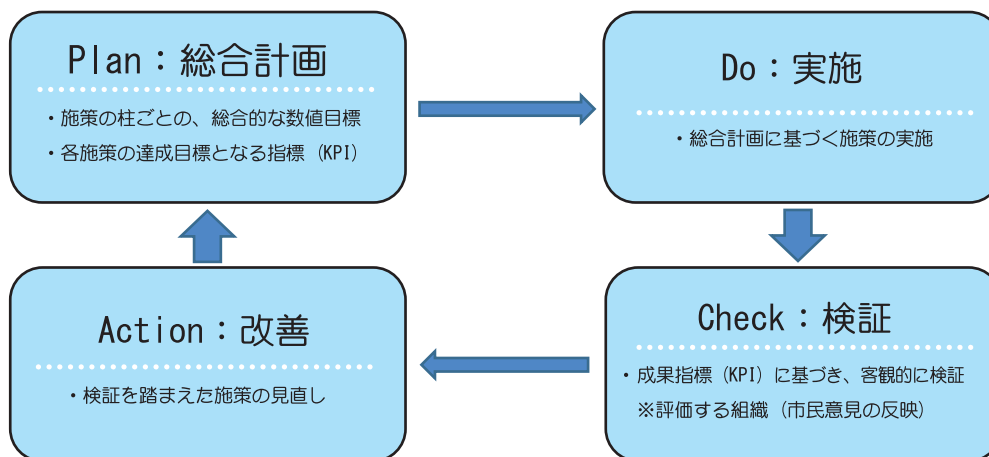 Plan：総合計画
・施策の柱ごとの、総合的な数値目標
・各施策の達成目標となる指標（KPI）
Do：実施
・総合計画に基づく施策の実施
Check：検証
・成果指標（KPI）に基づき、客観的に検証
※評価する組織（市民意見の反映）
Action：改善
・検証を踏まえた施策の見直し